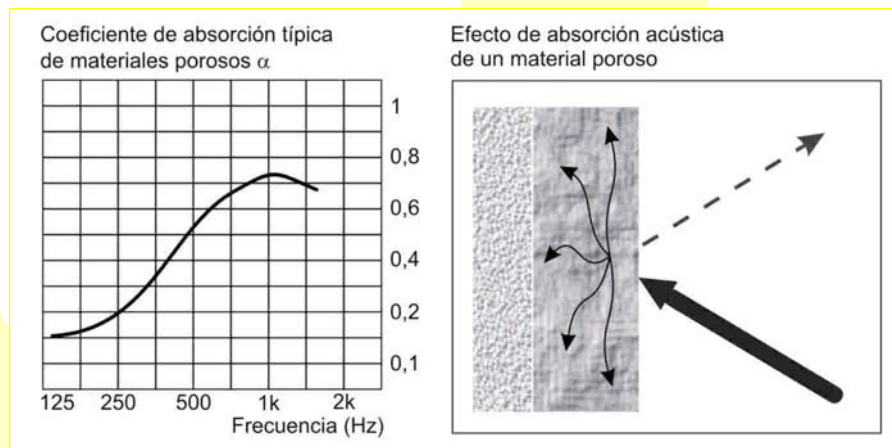 Coeficiente de absorción típica
de materiales porosos α
1
0,8
0,6
0,4
0,2
0,1
125 250 500 1k 2k
Frecuencia (Hz)
Efecto de absorción acústica
de un material poroso